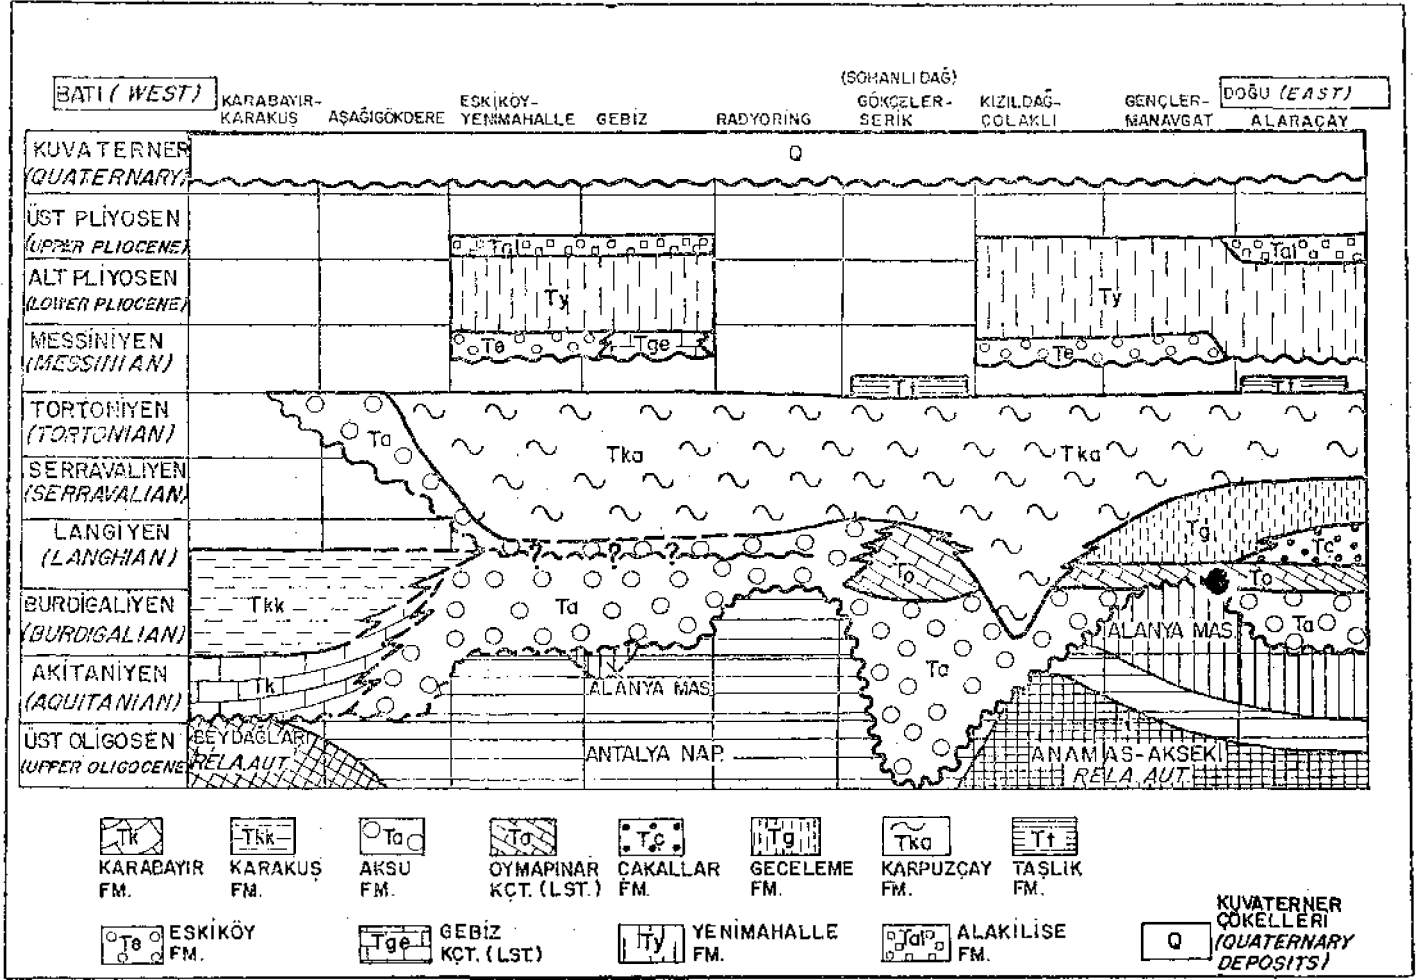 BATI (WEST)
KARABAYIR-
KARAKUŞ
AŞAĞIGÖKDERE
ESKİKÖY-
YENİMAHALLE
GEBİZ
RADYORING
(SOHANLI DAĞ)
GÖKÇELER-
SERİK
KIZILDAĞ-
ÇOLAKLI
GENÇLER-
MANAVGAT
DOĞU (EAST)
ALARAÇAY
KUVATERNER
(QUATERNARY)
Q
ÜST PLİYOSEN
(UPPER PLIOCENE)
Tal
Tal
ALT PLİYOSEN
(LOWER PLIOCENE)
Ty
Ty
MESSİNİYEN
(MESSINIAN)
Te
Tge
Te
Tt
Tt
TORTONİYEN
(TORTONIAN)
Ta
Tka
Tka
SERRAVALİYEN
(SERRAVALIAN)
LANGİYEN
(LANGHIAN)
? ? ?
Tg
Tç
To
To
BURDİGALİYEN
(BURDIGALIAN)
Tkk
Ta
ALANYA MAS.
Ta
AKİTANİYEN
(AQUITANIAN)
Tk
ALANYA MAS
Ta
ÜST OLİGOSEN
(UPPER OLIGOCENE
BEYDAĞLARI
RELA.AUT.
ANTALYA NAP.
ANAMAS-AKSEKİ
RELA.AUT.
Tk
KARABAYIR
FM.
Tkk
KARAKUŞ
FM.
Ta
AKSU
FM.
To
OYMAPINAR
KÇT. (LST.)
Tç
ÇAKALLAR
FM.
Tg
GECELEME
FM.
Tka
KARPUZÇAY
FM.
Tt
TAŞLIK
FM.
Te
ESKİKÖY
FM.
Tge
GEBİZ
KÇT. (LST)
Ty
YENİMAHALLE
FM.
Tal
ALAKİLİSE
FM.
Q
KUVATERNER
ÇÖKELLERİ
(QUATERNARY
DEPOSITS)